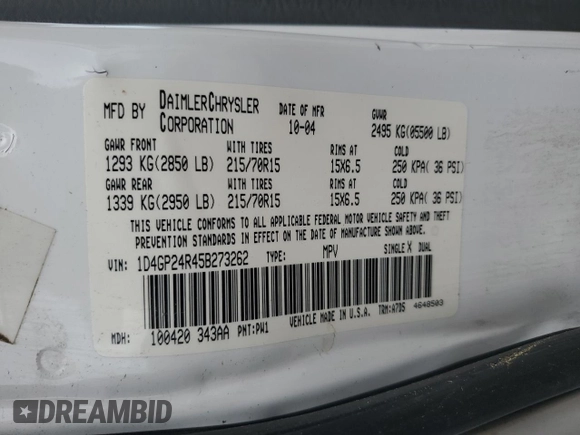 MFD BY DAIMLERCHRYSLER CORPORATION DATE OF MFR 10-04 GVWR 2495 KG(05500 LB)
GAWR FRONT WITH TIRES RIMS AT COLD
1293 KG(2850 LB) 215/70R15 15X6.5 250 KPA( 36 PSI)
GAWR REAR WITH TIRES RIMS AT COLD
1339 KG(2950 LB) 215/70R15 15X6.5 250 KPA( 36 PSI)
THIS VEHICLE CONFORMS TO ALL APPLICABLE FEDERAL MOTOR VEHICLE SAFETY AND THEFT
PREVENTION STANDARDS IN EFFECT ON THE DATE OF MANUFACTURE SHOWN ABOVE.
VIN: 1D4GP24R45B273262 TYPE: MPV SINGLE X DUAL
VEHICLE MADE IN U.S.A. TRM:A7D5 4648503
MDH: 100420 343AA PNT:PW1
DREAMBID